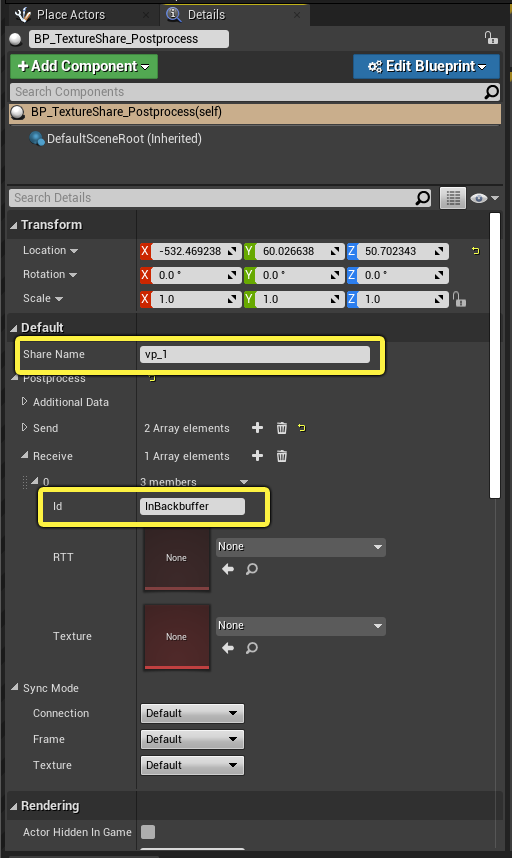 Place Actors Details
BP_TextureShare_Postprocess
+Add Component Edit Blueprint
Search Components
BP_TextureShare_Postprocess(self)
DefaultSceneRoot (Inherited)
Search Details
Transform
Location X -532.469238 Y 60.026638 Z 50.702343
Rotation X 0.0 ° Y 0.0 ° Z 0.0 °
Scale X 1.0 Y 1.0 Z 1.0
Default
Share Name vp_1
Postprocess
Additional Data
Send 2 Array elements
Receive 1 Array elements
0 3 members
Id InBackbuffer
RTT None None
Texture None None
Sync Mode
Connection Default
Frame Default
Texture Default
Rendering
Actor Hidden In Game